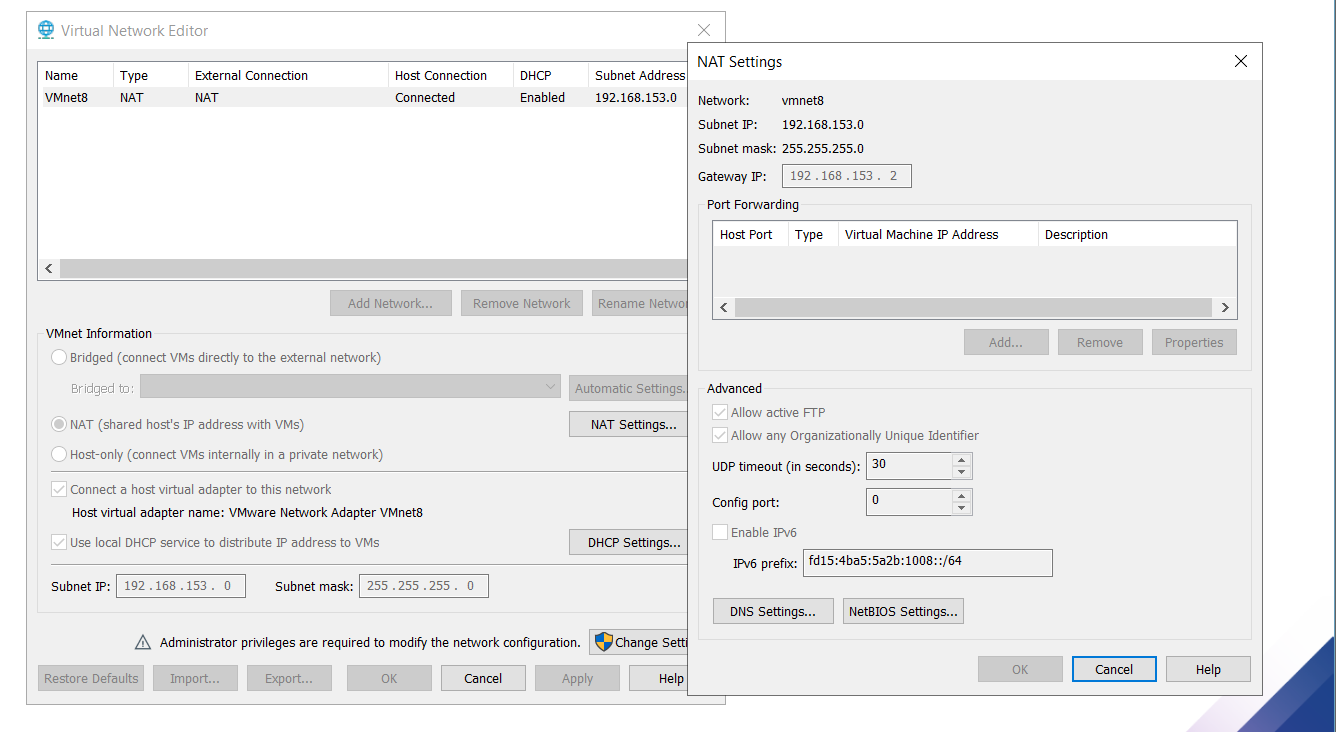 Virtual Network Editor
Name Type External Connection Host Connection DHCP Subnet Address
VMnet8 NAT NAT Connected Enabled 192.168.153.0
Add Network... Remove Network Rename Networ
VMnet Information
Bridged (connect VMs directly to the external network)
Bridged to: Automatic Settings.
NAT (shared host's IP address with VMs) NAT Settings...
Host-only (connect VMs internally in a private network)
Connect a host virtual adapter to this network
Host virtual adapter name: VMware Network Adapter VMnet8
Use local DHCP service to distribute IP address to VMs DHCP Settings...
Subnet IP: 192 . 168 . 153 . 0 Subnet mask: 255 . 255 . 255 . 0
Administrator privileges are required to modify the network configuration. Change Setti
Restore Defaults Import... Export... OK Cancel Apply Help
NAT Settings
Network: vmnet8
Subnet IP: 192.168.153.0
Subnet mask: 255.255.255.0
Gateway IP: 192 . 168 . 153 . 2
Port Forwarding
Host Port Type Virtual Machine IP Address Description
Add... Remove Properties
Advanced
Allow active FTP
Allow any Organizationally Unique Identifier
UDP timeout (in seconds): 30
Config port: 0
Enable IPv6
IPv6 prefix: fd15:4ba5:5a2b:1008::/64
DNS Settings... NetBIOS Settings...
OK Cancel Help